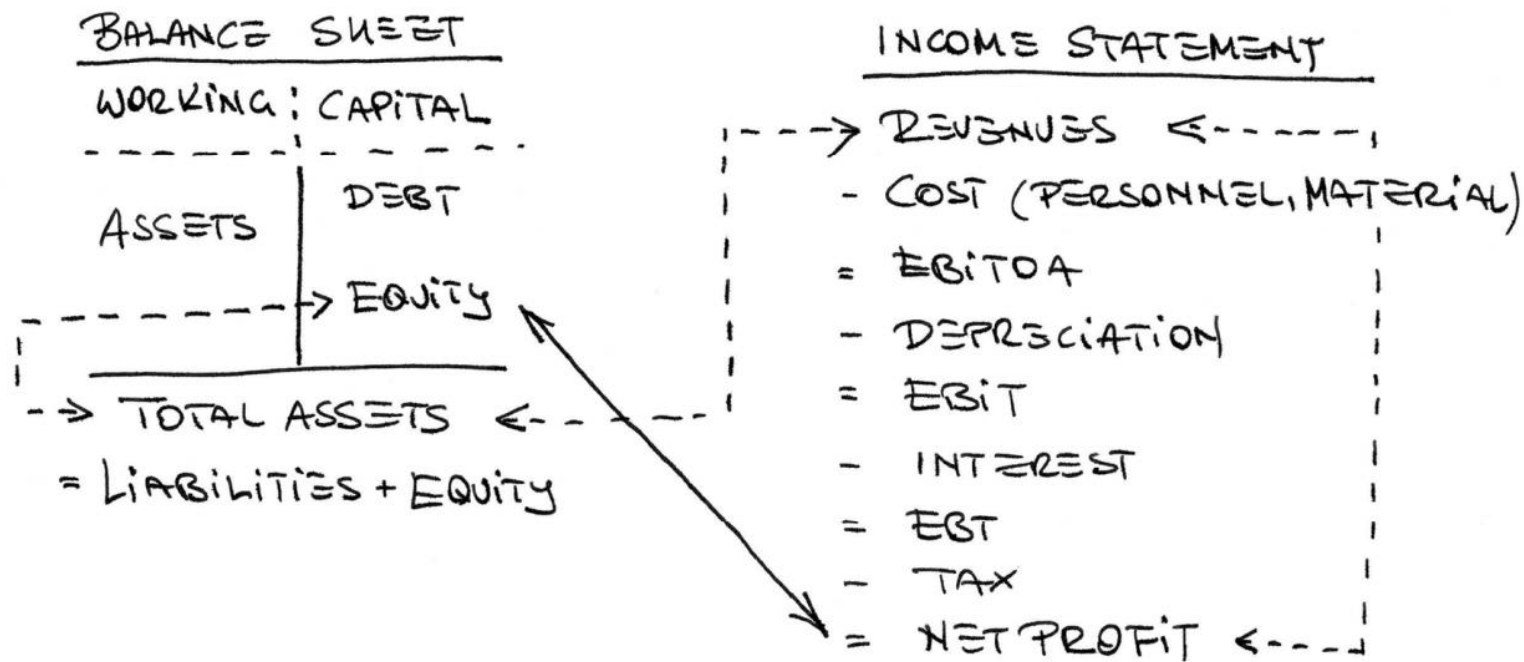 BALANCE SHEET
WORKING CAPITAL
ASSETS
DEBT
EQUITY
TOTAL ASSETS
= LIABILITIES + EQUITY
INCOME STATEMENT
REVENUES
- COST (PERSONNEL, MATERIAL)
= EBITDA
- DEPRECIATION
= EBIT
- INTEREST
= EBT
- TAX
= NET PROFIT